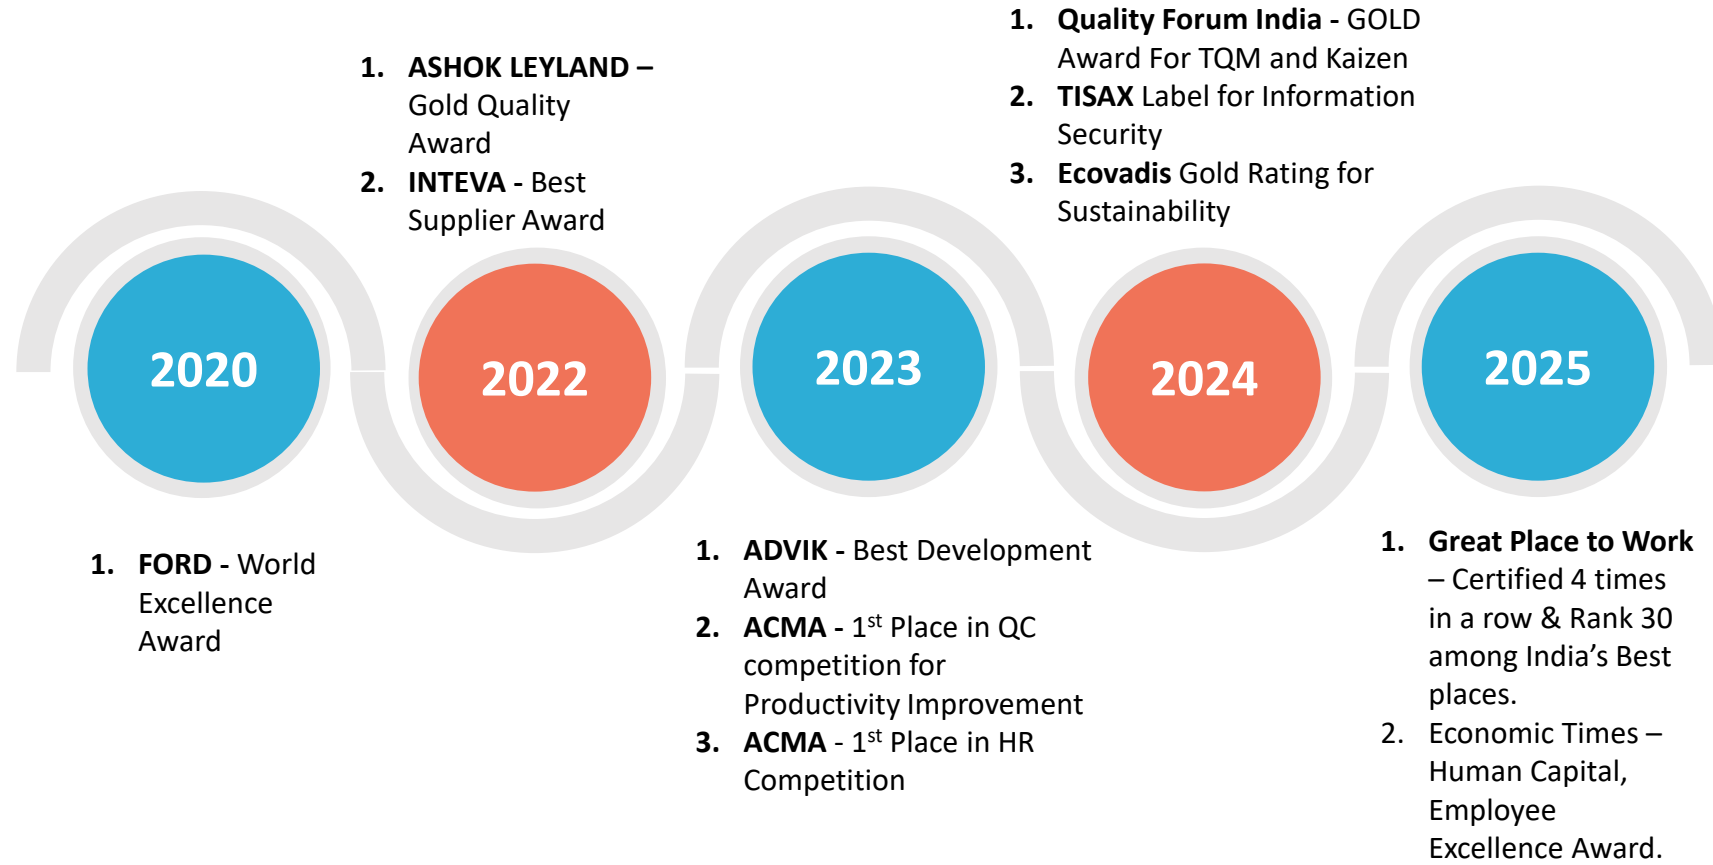 2020
1. FORD - World
Excellence
Award
1. ASHOK LEYLAND –
Gold Quality
Award
2. INTEVA - Best
Supplier Award
2022
2023
1. ADVIK - Best Development
Award
2. ACMA - 1st Place in QC
competition for
Productivity Improvement
3. ACMA - 1st Place in HR
Competition
1. Quality Forum India - GOLD
Award For TQM and Kaizen
2. TISAX Label for Information
Security
3. Ecovadis Gold Rating for
Sustainability
2024
2025
1. Great Place to Work
– Certified 4 times
in a row & Rank 30
among India’s Best
places.
2. Economic Times –
Human Capital,
Employee
Excellence Award.